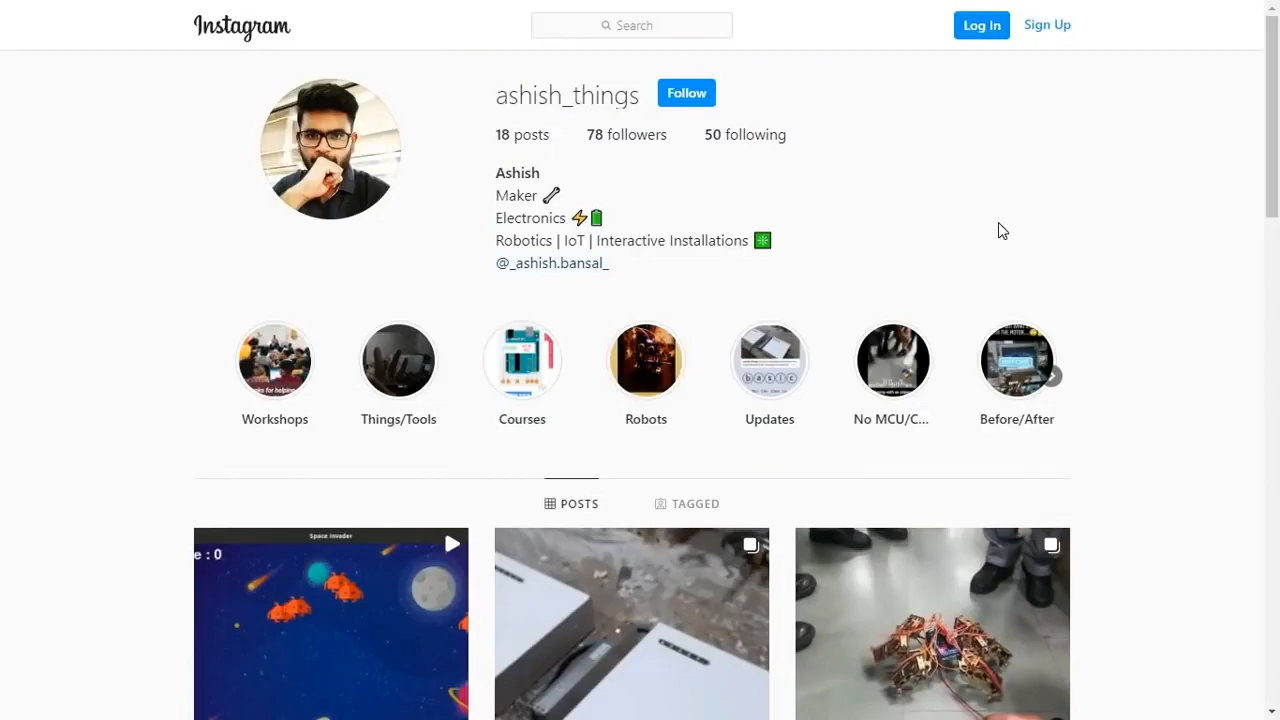 Instagram
Search
Log In
Sign Up
ashish_things
Follow
18 posts 78 followers 50 following
Ashish
Maker 🔧
Electronics ⚡🔋
Robotics | IoT | Interactive Installations ❇️
@_ashish.bansal_
basic
Workshops
Things/Tools
Courses
Robots
Updates
No MCU/C...
Before/After
POSTS
TAGGED
Space Invader
e : 0